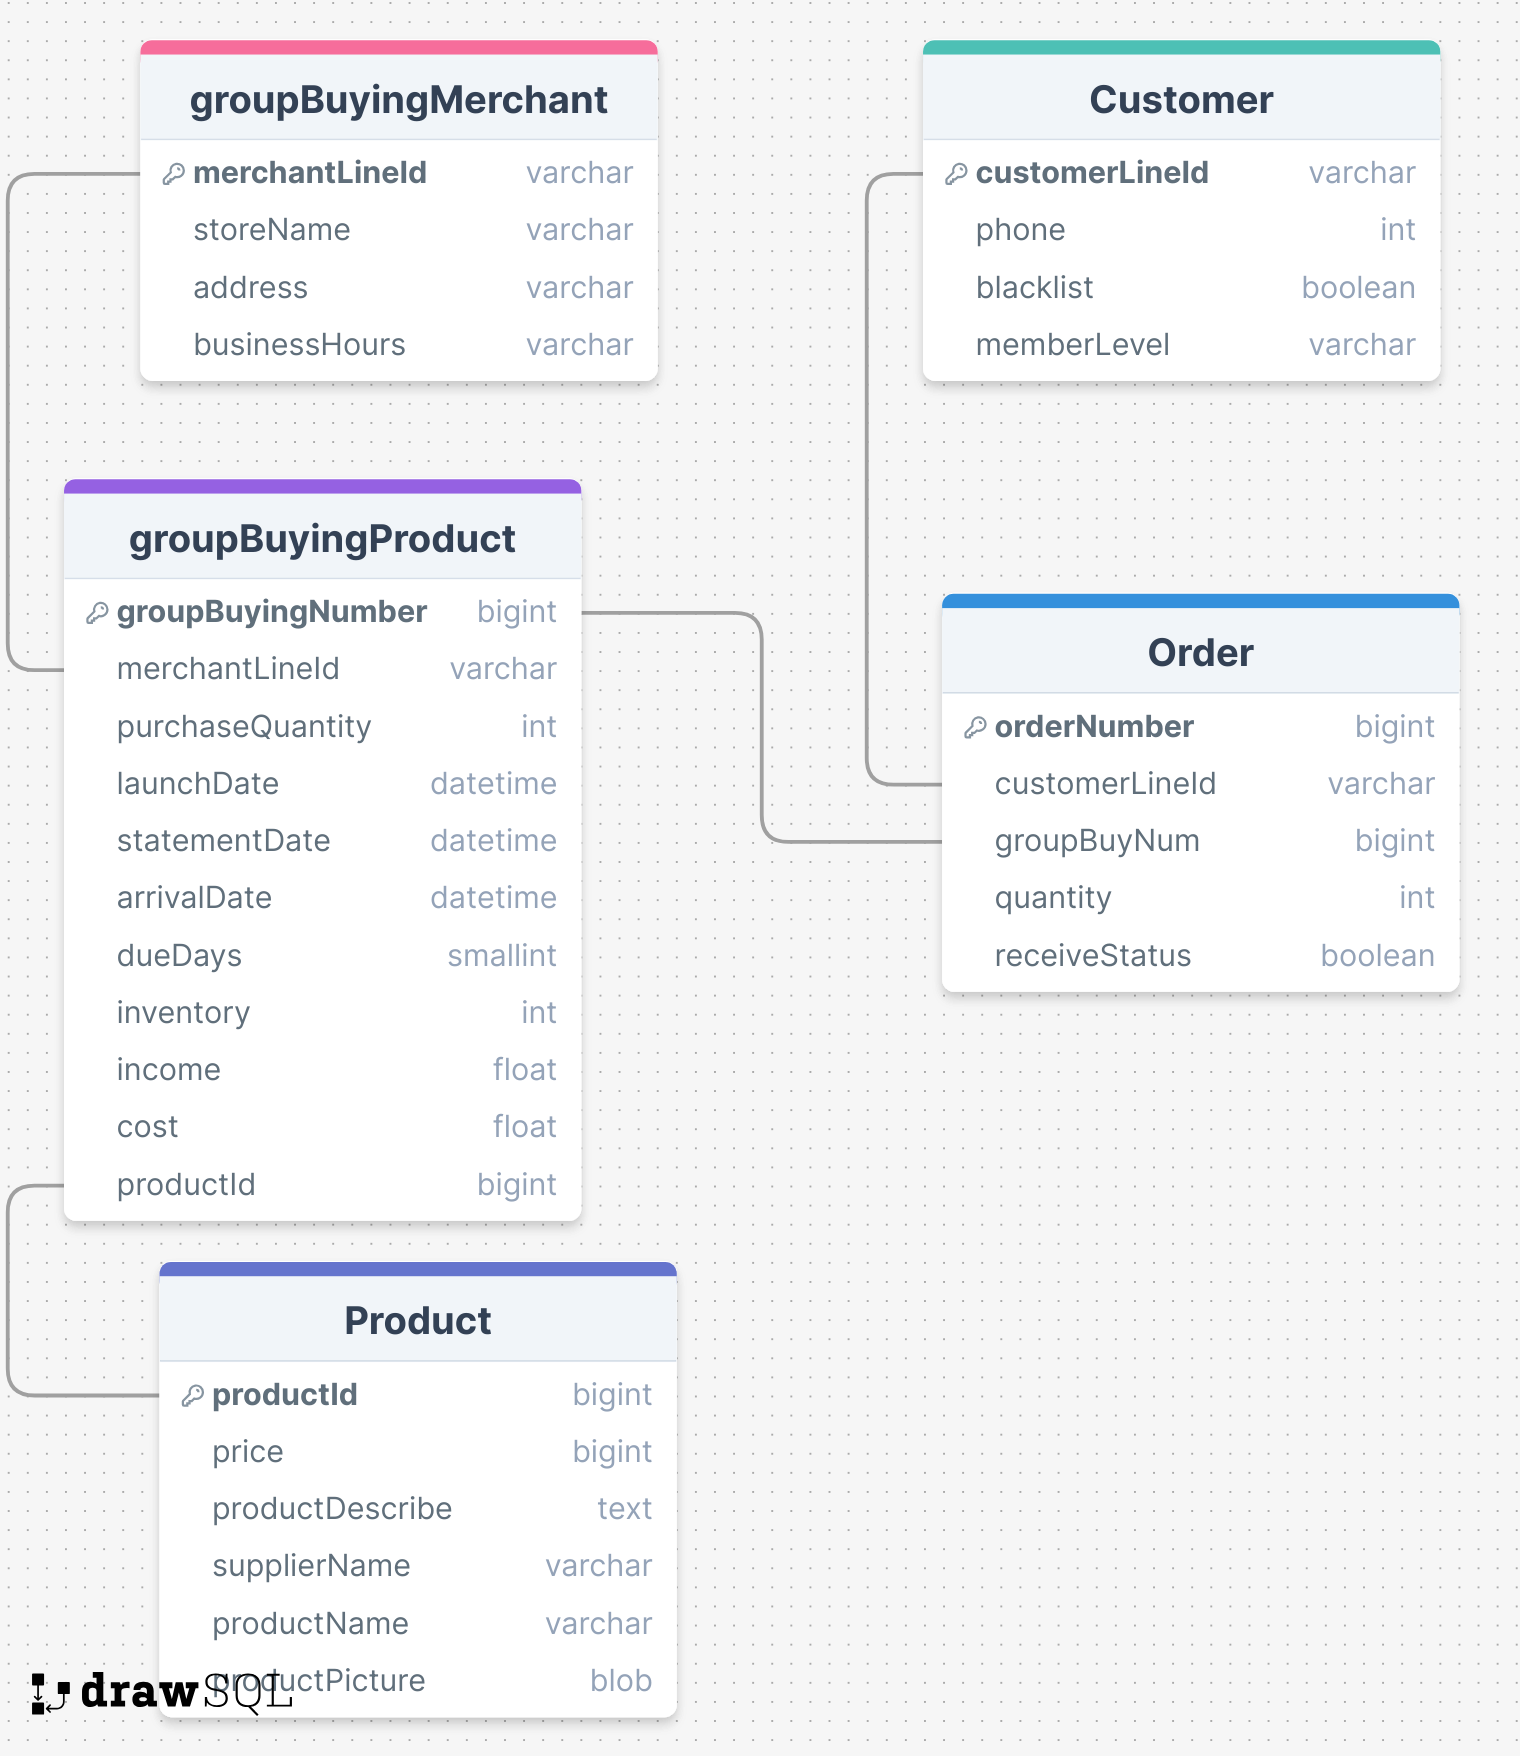 groupBuyingMerchant
merchantLineId varchar
storeName varchar
address varchar
businessHours varchar
Customer
customerLineId varchar
phone int
blacklist boolean
memberLevel varchar
groupBuyingProduct
groupBuyingNumber bigint
merchantLineId varchar
purchaseQuantity int
launchDate datetime
statementDate datetime
arrivalDate datetime
dueDays smallint
inventory int
income float
cost float
productId bigint
Order
orderNumber bigint
customerLineId varchar
groupBuyNum bigint
quantity int
receiveStatus boolean
Product
productId bigint
price bigint
productDescribe text
supplierName varchar
productName varchar
productPicture blob
drawSQL